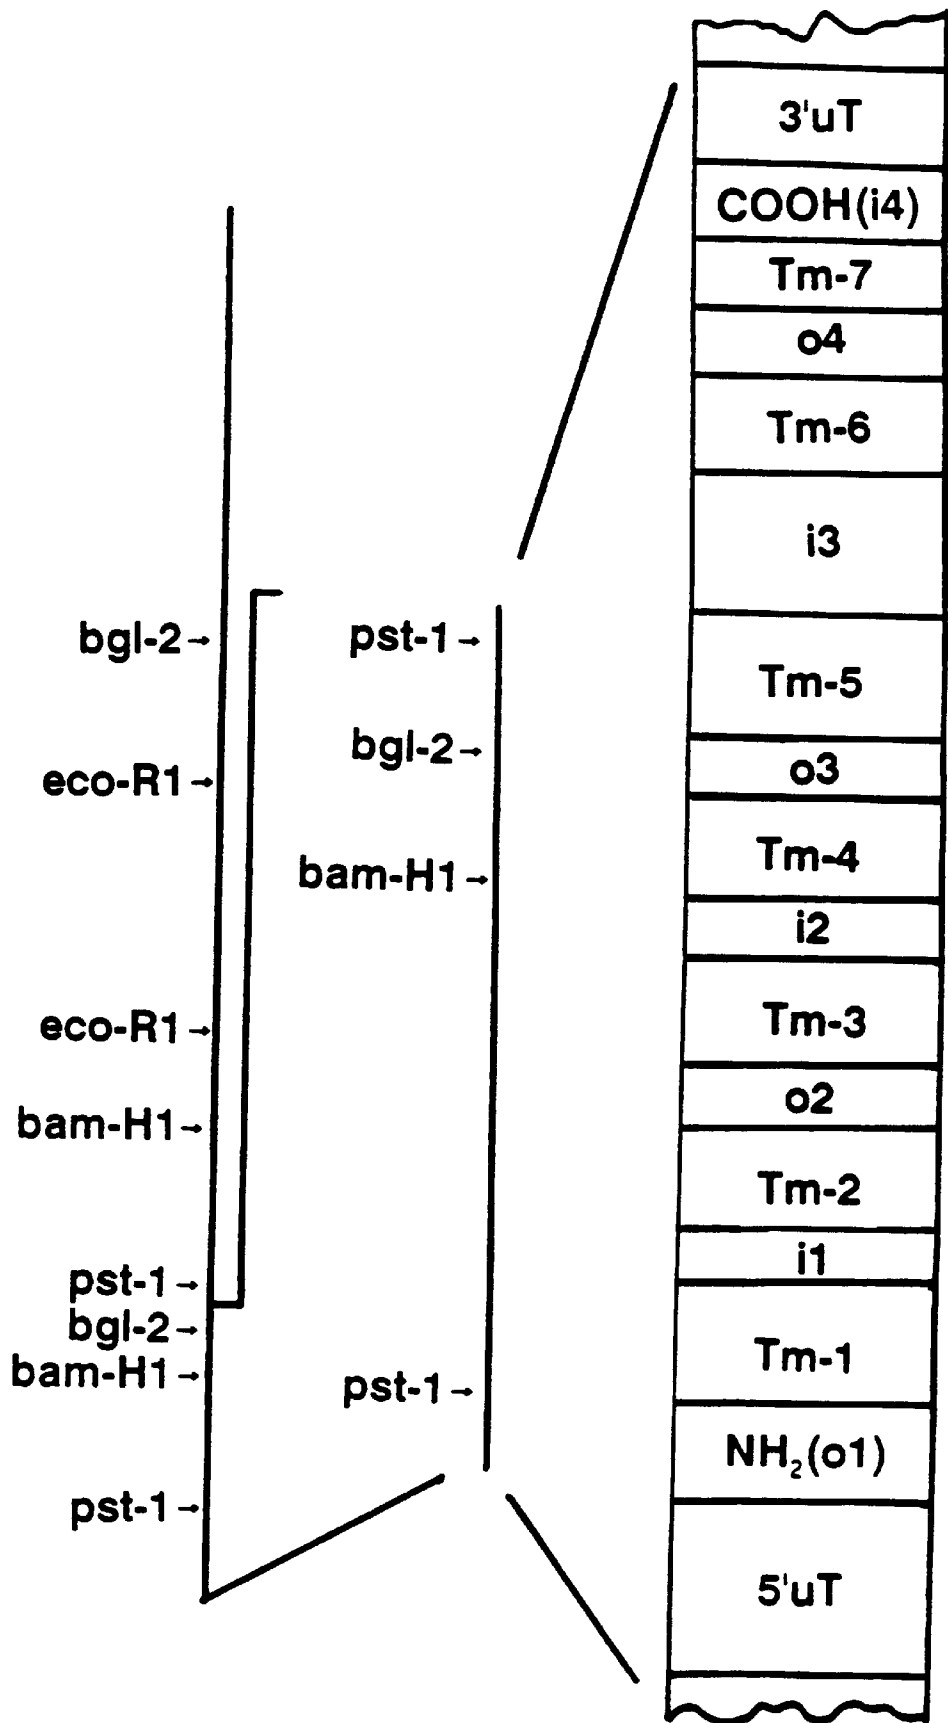 bgl-2
eco-R1
eco-R1
bam-H1
pst-1
bgl-2
bam-H1
pst-1
pst-1
bgl-2
bam-H1
pst-1
3'uT
COOH(i4)
Tm-7
o4
Tm-6
i3
Tm-5
o3
Tm-4
i2
Tm-3
o2
Tm-2
i1
Tm-1
NH₂(o1)
5'uT